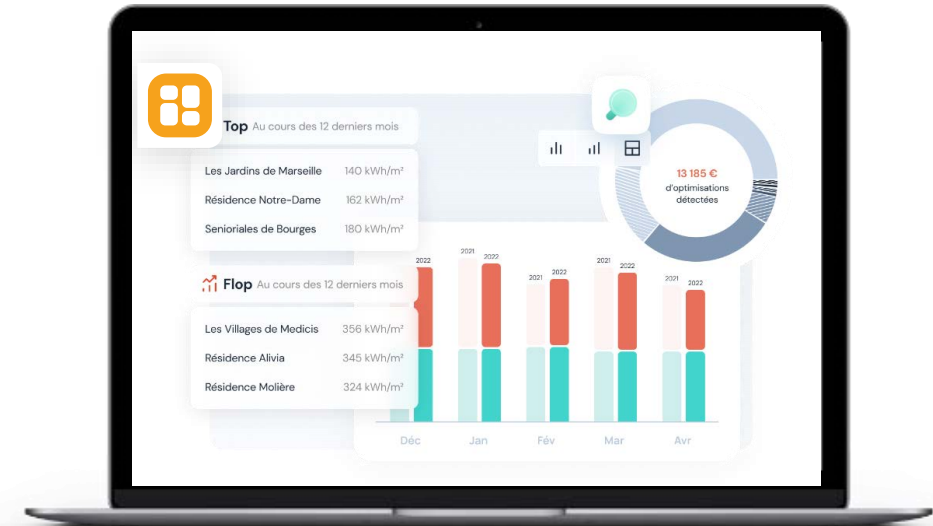 Top Au cours des 12 derniers mois
Les Jardins de Marseille 140 kWh/m²
Résidence Notre-Dame 162 kWh/m²
Senioriales de Bourges 180 kWh/m²
Flop Au cours des 12 derniers mois
Les Villages de Medicis 356 kWh/m²
Résidence Alivia 345 kWh/m²
Résidence Molière 324 kWh/m²
13 185 €
d'optimisations
détectées
2022
2021 2022
2021 2022
2021 2022
2021 2022
Déc Jan Fév Mar Avr